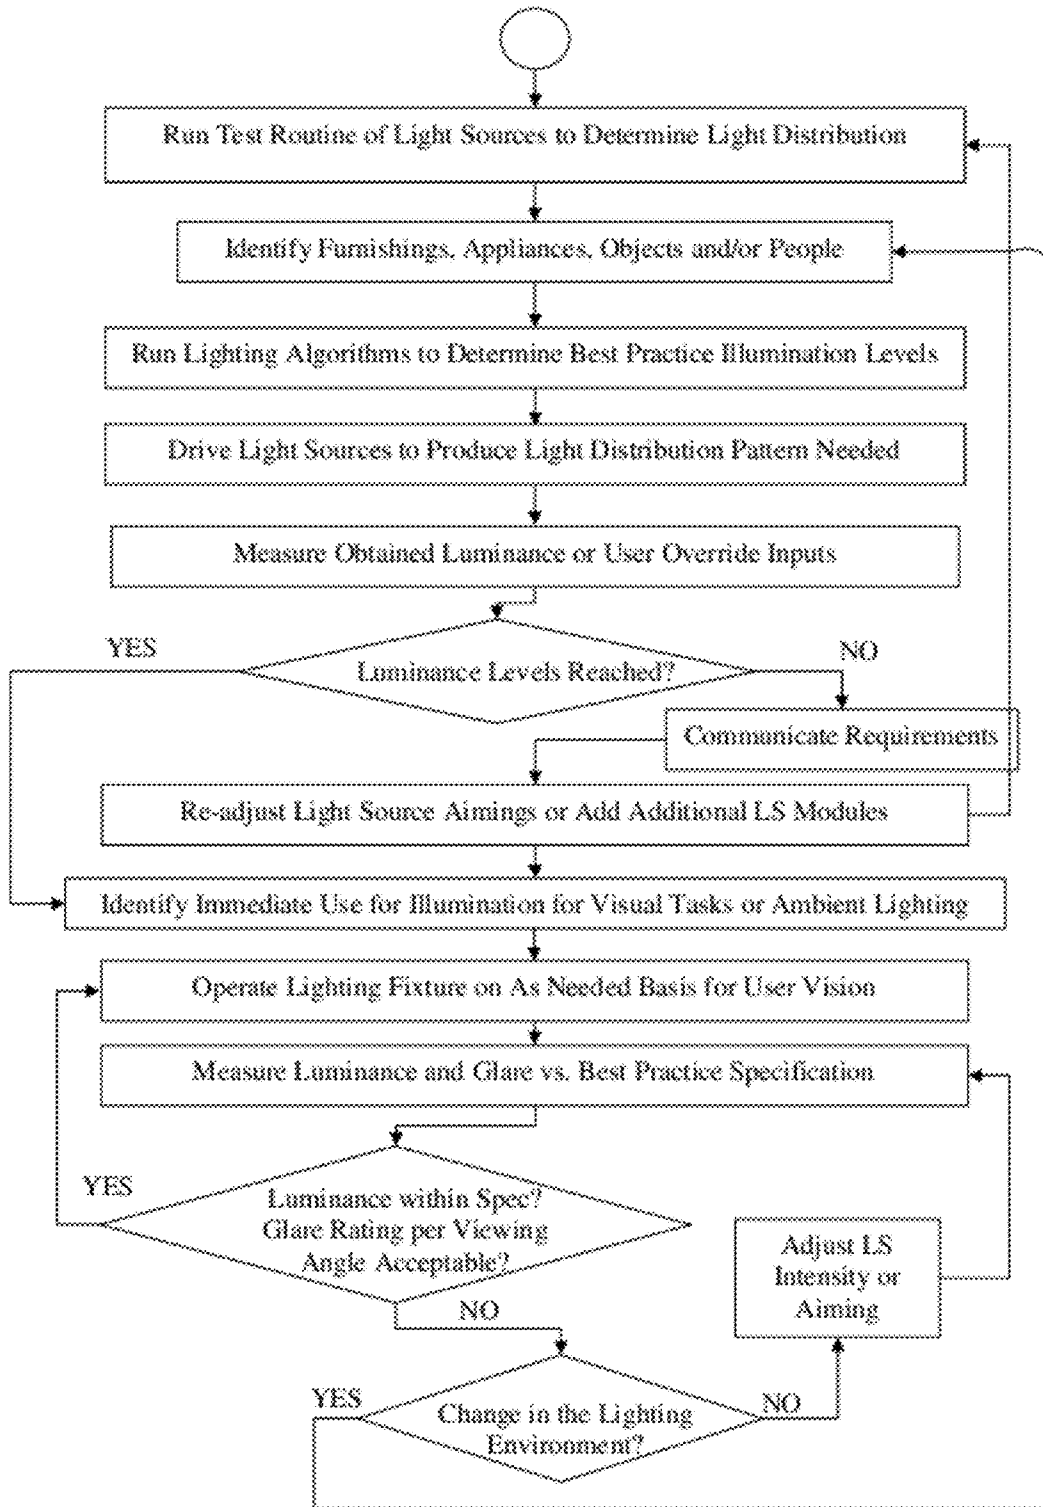 Run Test Routine of Light Sources to Determine Light Distribution
Identify Furnishings, Appliances, Objects and/or People
Run Lighting Algorithms to Determine Best Practice Illumination Levels
Drive Light Sources to Produce Light Distribution Pattern Needed
Measure Obtained Luminance or User Override Inputs
YES
Luminance Levels Reached?
NO
Communicate Requirements
Re-adjust Light Source Aimings or Add Additional LS Modules
Identify Immediate Use for Illumination for Visual Tasks or Ambient Lighting
Operate Lighting Fixture on As Needed Basis for User Vision
Measure Luminance and Glare vs. Best Practice Specification
YES
Luminance within Spec?
Glare Rating per Viewing
Angle Acceptable?
NO
Adjust LS
Intensity or
Aiming
YES
Change in the Lighting
Environment?
NO